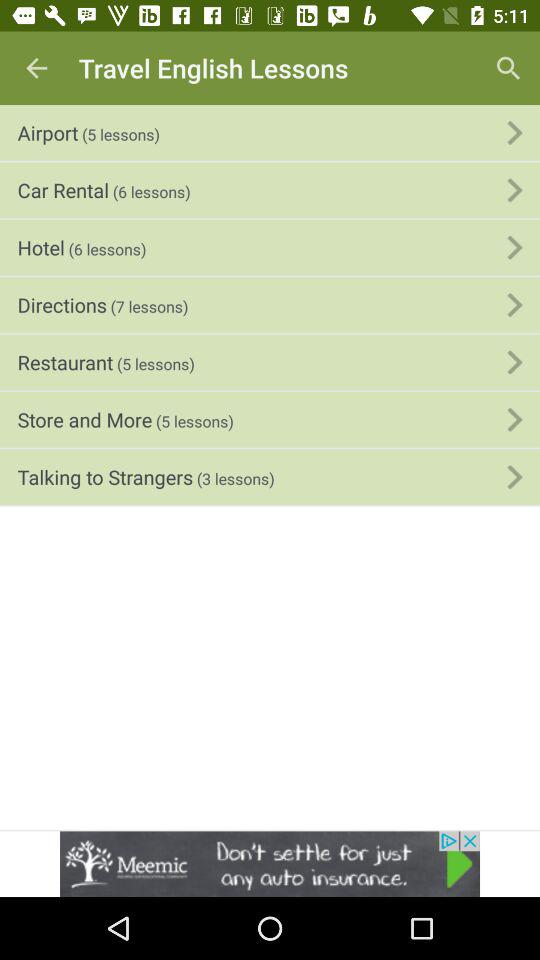 5:11
Travel English Lessons
Airport (5 lessons)
Car Rental (6 lessons)
Hotel (6 lessons)
Directions (7 lessons)
Restaurant (5 lessons)
Store and More (5 lessons)
Talking to Strangers (3 lessons)
Meemic
Don't settle for just
any auto insurance.